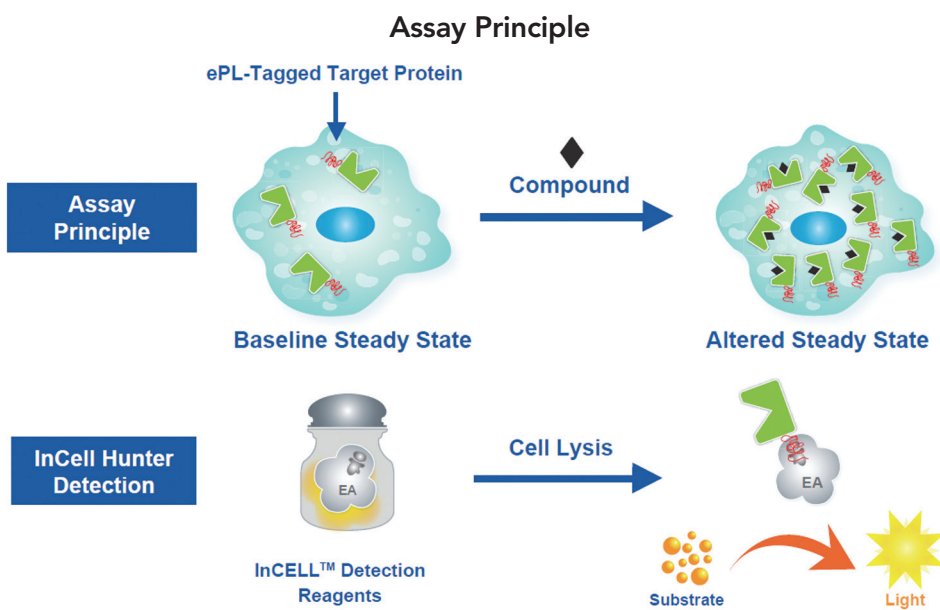 Assay Principle
ePL-Tagged Target Protein
Assay
Principle
Compound
Baseline Steady State
Altered Steady State
InCell Hunter
Detection
EA
Cell Lysis
EA
InCELL™ Detection
Reagents
Substrate
Light